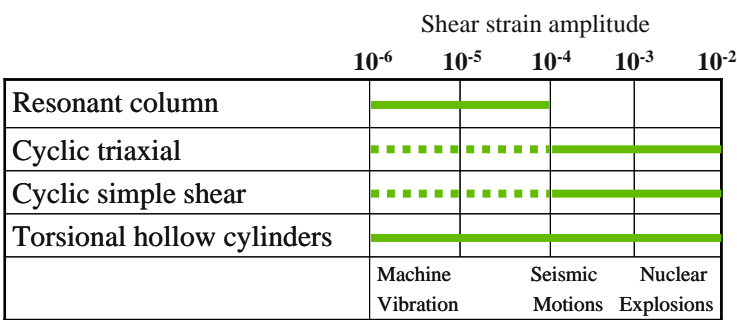 Shear strain amplitude
10-6 10-5 10-4 10-3 10-2
Resonant column
Cyclic triaxial
Cyclic simple shear
Torsional hollow cylinders
Machine Seismic Nuclear
Vibration Motions Explosions